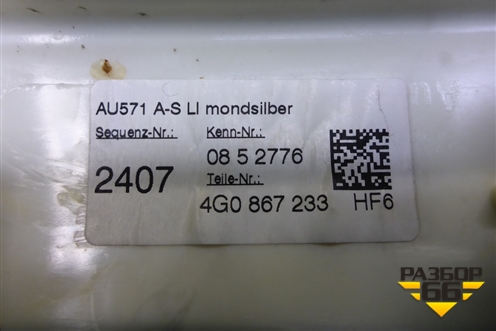 AU571 A-S LI mondsilber
Sequenz-Nr.: Kenn-Nr.:
08 5 2776
2407 Teile-Nr.:
4G0 867 233 HF6
РАЗБОР
66